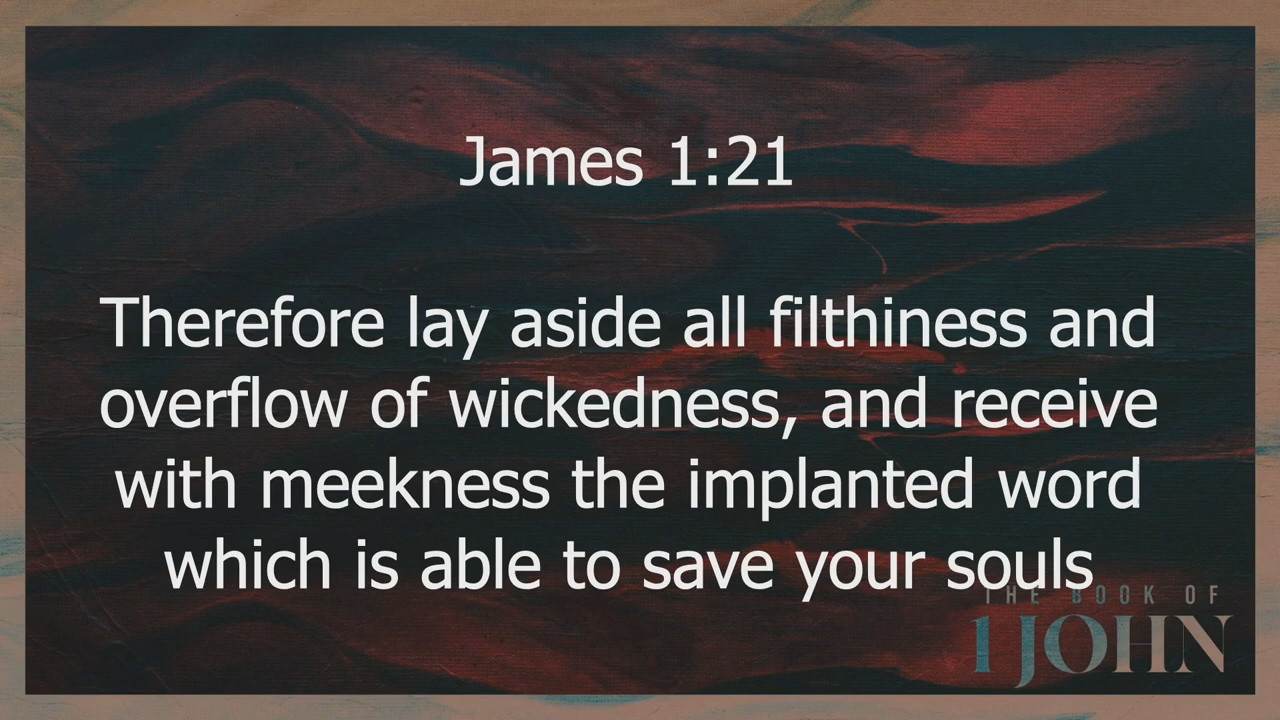 James 1:21
Therefore lay aside all filthiness and
overflow of wickedness, and receive
with meekness the implanted word
which is able to save your souls
THE BOOK OF
1 JOHN